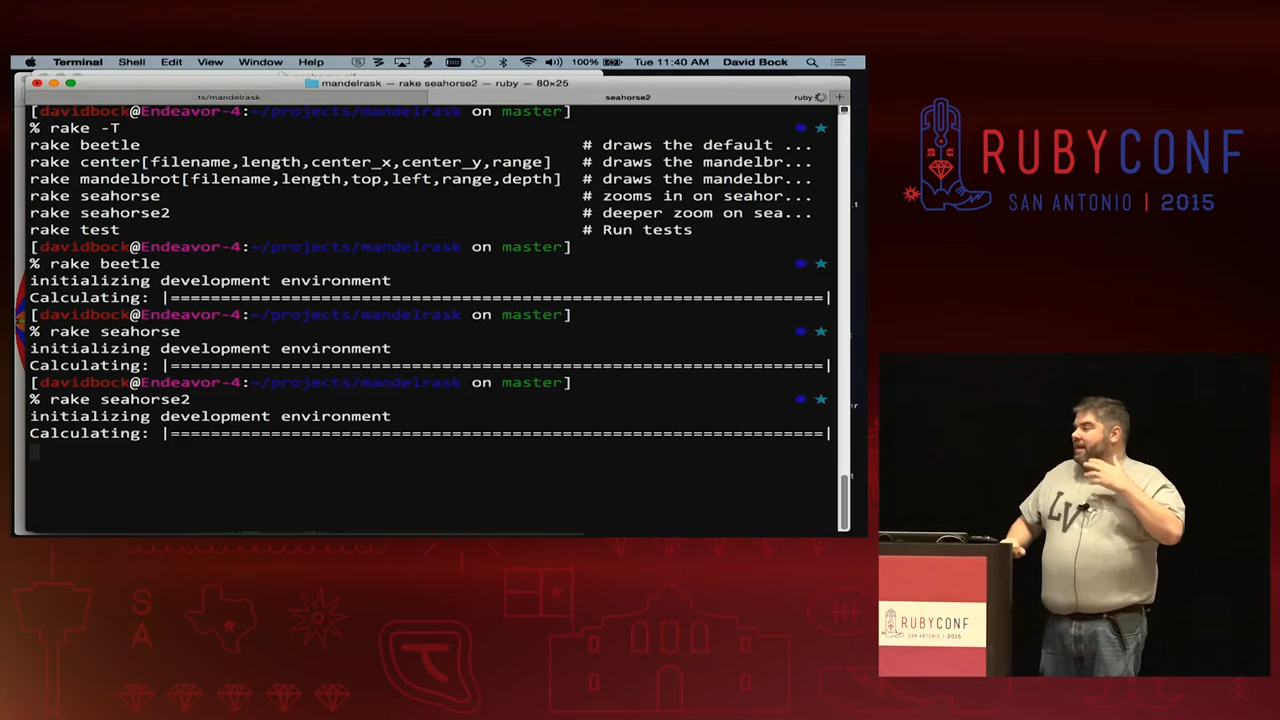 Terminal Shell Edit View Window Help 100% Tue 11:40 AM David Bock
mandelrask — rake seahorse2 — ruby — 80×25
..ts/mandelrask seahorse2 ruby
[davidbock@Endeavor-4:~/projects/mandelrask on master]
% rake -T
rake beetle # draws the default ...
rake center[filename,length,center_x,center_y,range] # draws the mandelbr...
rake mandelbrot[filename,length,top,left,range,depth] # draws the mandelbr...
rake seahorse # zooms in on seahor...
rake seahorse2 # deeper zoom on sea...
rake test # Run tests
[davidbock@Endeavor-4:~/projects/mandelrask on master]
% rake beetle
initializing development environment
Calculating: |==============================================================================|
[davidbock@Endeavor-4:~/projects/mandelrask on master]
% rake seahorse
initializing development environment
Calculating: |==============================================================================|
[davidbock@Endeavor-4:~/projects/mandelrask on master]
% rake seahorse2
initializing development environment
Calculating: |==============================================================================|
RUBYCONF
SAN ANTONIO | 2015
LV
RUBYCONF
SAN ANTONIO | 2015
S
A